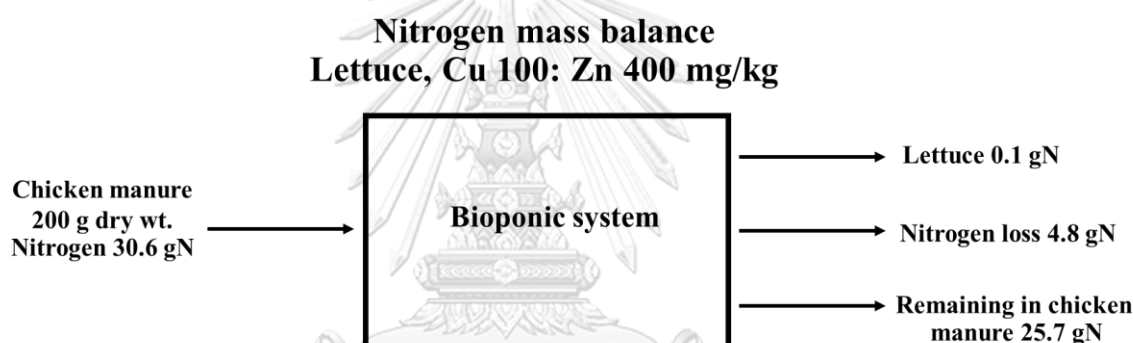 Nitrogen mass balance
Lettuce, Cu 100: Zn 400 mg/kg
Chicken manure
200 g dry wt.
Nitrogen 30.6 gN
Bioponic system
Lettuce 0.1 gN
Nitrogen loss 4.8 gN
Remaining in chicken
manure 25.7 gN